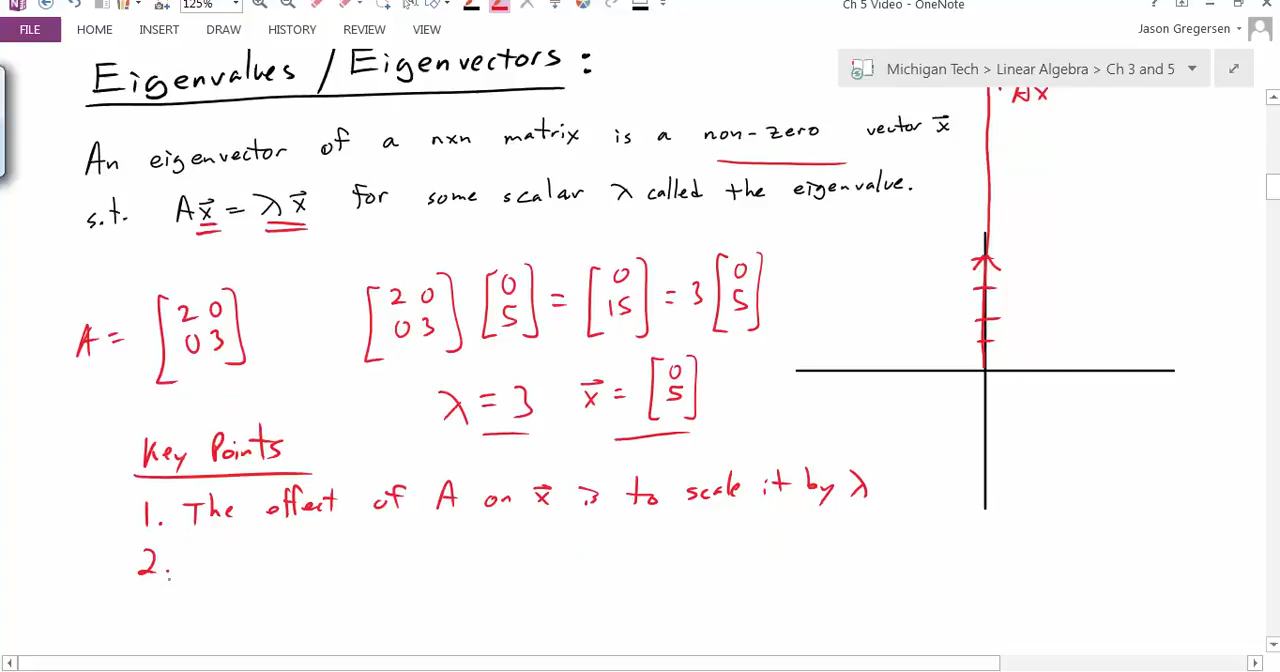 125%
Ch 5 Video - OneNote
FILE HOME INSERT DRAW HISTORY REVIEW VIEW
Jason Gregersen
Michigan Tech > Linear Algebra > Ch 3 and 5
Eigenvalues / Eigenvectors :
An eigenvector of a nxn matrix is a non-zero vector x⃗
s.t. Ax⃗ = λx⃗ for some scalar λ called the eigenvalue.
A = [2 0; 0 3]
[2 0; 0 3] [0; 5] = [0; 15] = 3 [0; 5]
λ = 3 x⃗ = [0; 5]
Key Points
1. The effect of A on x⃗ is to scale it by λ
2.